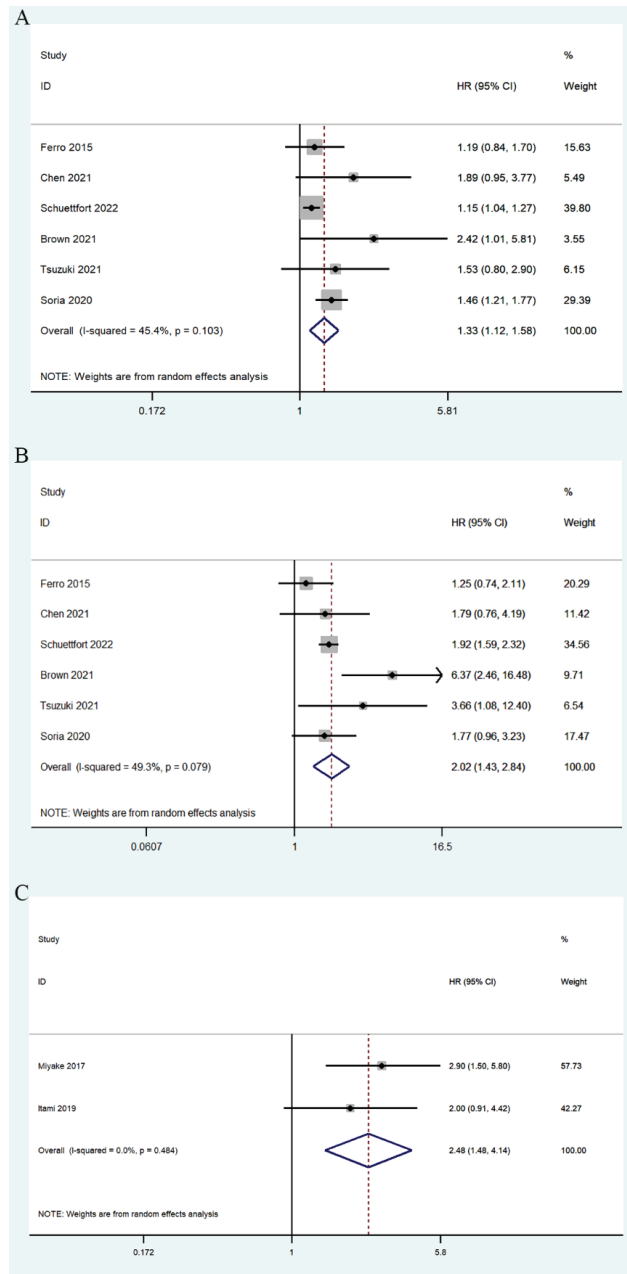 A
Study %
ID HR (95% CI) Weight
Ferro 2015 1.19 (0.84, 1.70) 15.63
Chen 2021 1.89 (0.95, 3.77) 5.49
Schuettfort 2022 1.15 (1.04, 1.27) 39.80
Brown 2021 2.42 (1.01, 5.81) 3.55
Tsuzuki 2021 1.53 (0.80, 2.90) 6.15
Soria 2020 1.46 (1.21, 1.77) 29.39
Overall (I-squared = 45.4%, p = 0.103) 1.33 (1.12, 1.58) 100.00
NOTE: Weights are from random effects analysis
0.172 1 5.81
B
Study %
ID HR (95% CI) Weight
Ferro 2015 1.25 (0.74, 2.11) 20.29
Chen 2021 1.79 (0.76, 4.19) 11.42
Schuettfort 2022 1.92 (1.59, 2.32) 34.56
Brown 2021 6.37 (2.46, 16.48) 9.71
Tsuzuki 2021 3.66 (1.08, 12.40) 6.54
Soria 2020 1.77 (0.96, 3.23) 17.47
Overall (I-squared = 49.3%, p = 0.079) 2.02 (1.43, 2.84) 100.00
NOTE: Weights are from random effects analysis
0.0607 1 16.5
C
Study %
ID HR (95% CI) Weight
Miyake 2017 2.90 (1.50, 5.80) 57.73
Itami 2019 2.00 (0.91, 4.42) 42.27
Overall (I-squared = 0.0%, p = 0.484) 2.48 (1.48, 4.14) 100.00
NOTE: Weights are from random effects analysis
0.172 1 5.8